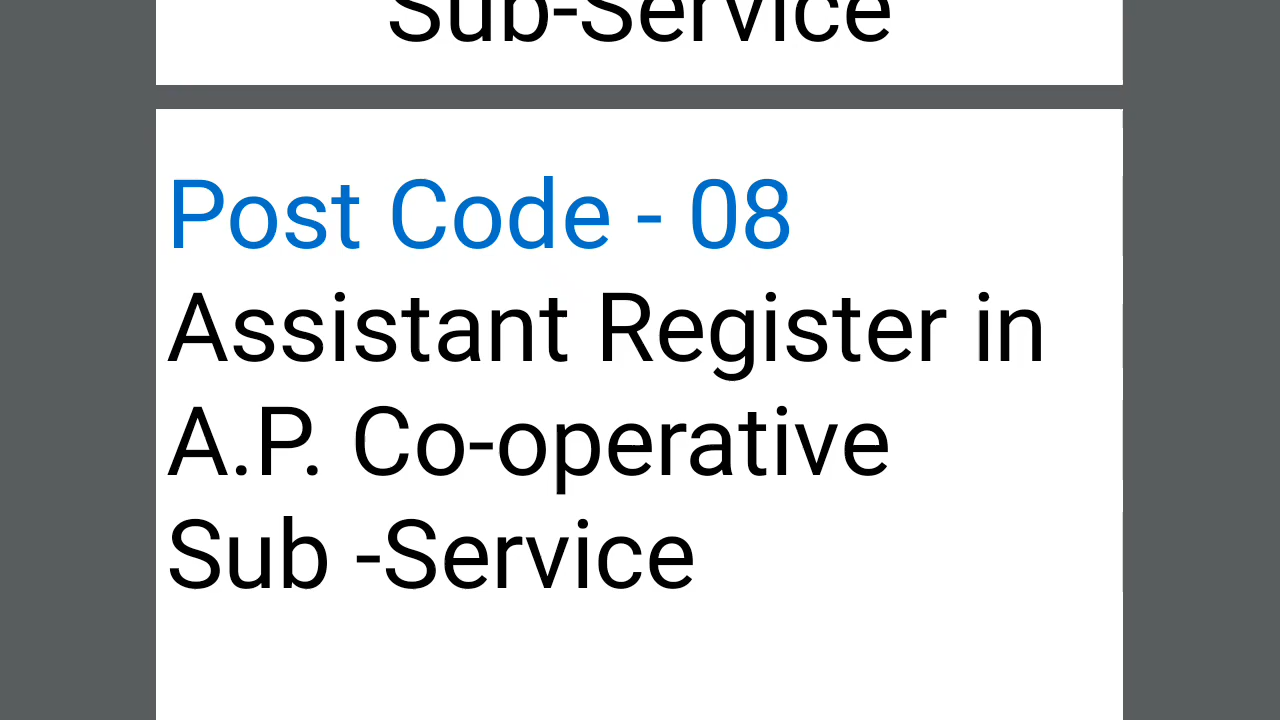 Sub-Service
Post Code - 08
Assistant Register in
A.P. Co-operative
Sub -Service